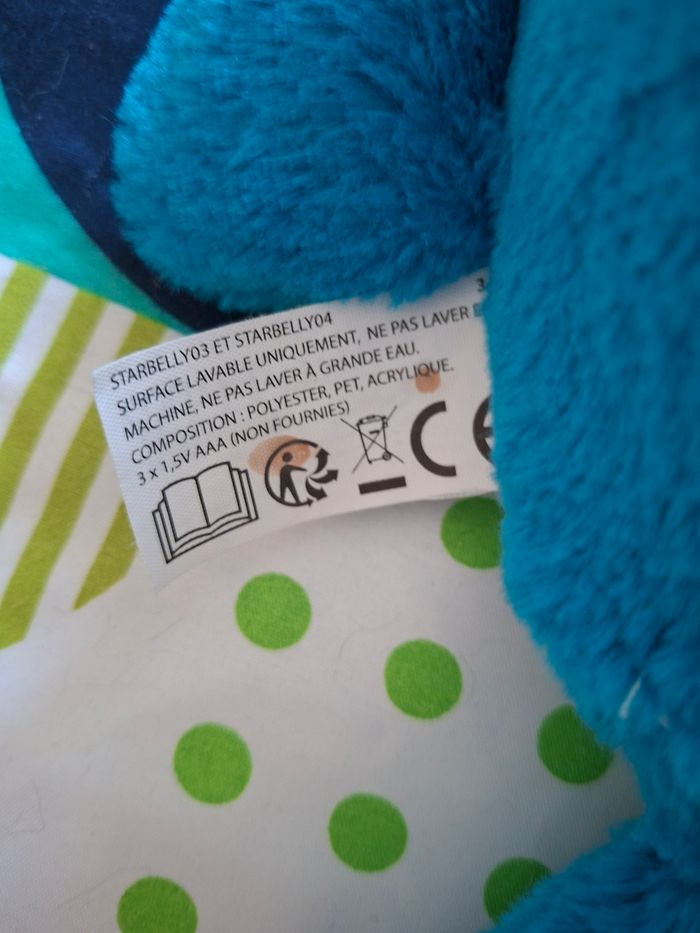 STARBELLY03 ET STARBELLY04
SURFACE LAVABLE UNIQUEMENT, NE PAS LAVER
MACHINE, NE PAS LAVER À GRANDE EAU.
COMPOSITION : POLYESTER, PET, ACRYLIQUE.
3 x 1,5V AAA (NON FOURNIES)
CE